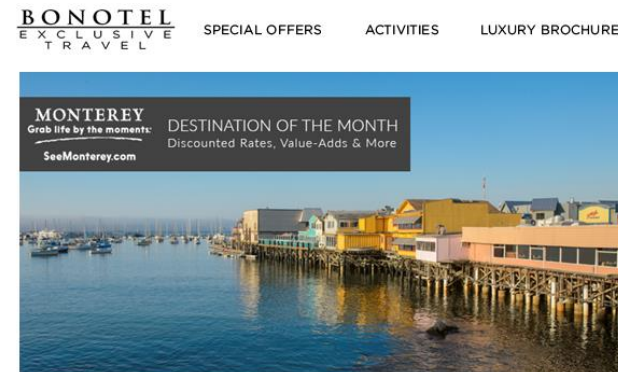 BONOTEL
EXCLUSIVE
TRAVEL
SPECIAL OFFERS
ACTIVITIES
LUXURY BROCHURE
MONTEREY
Grab life by the moments:
SeeMonterey.com
DESTINATION OF THE MONTH
Discounted Rates, Value-Adds & More